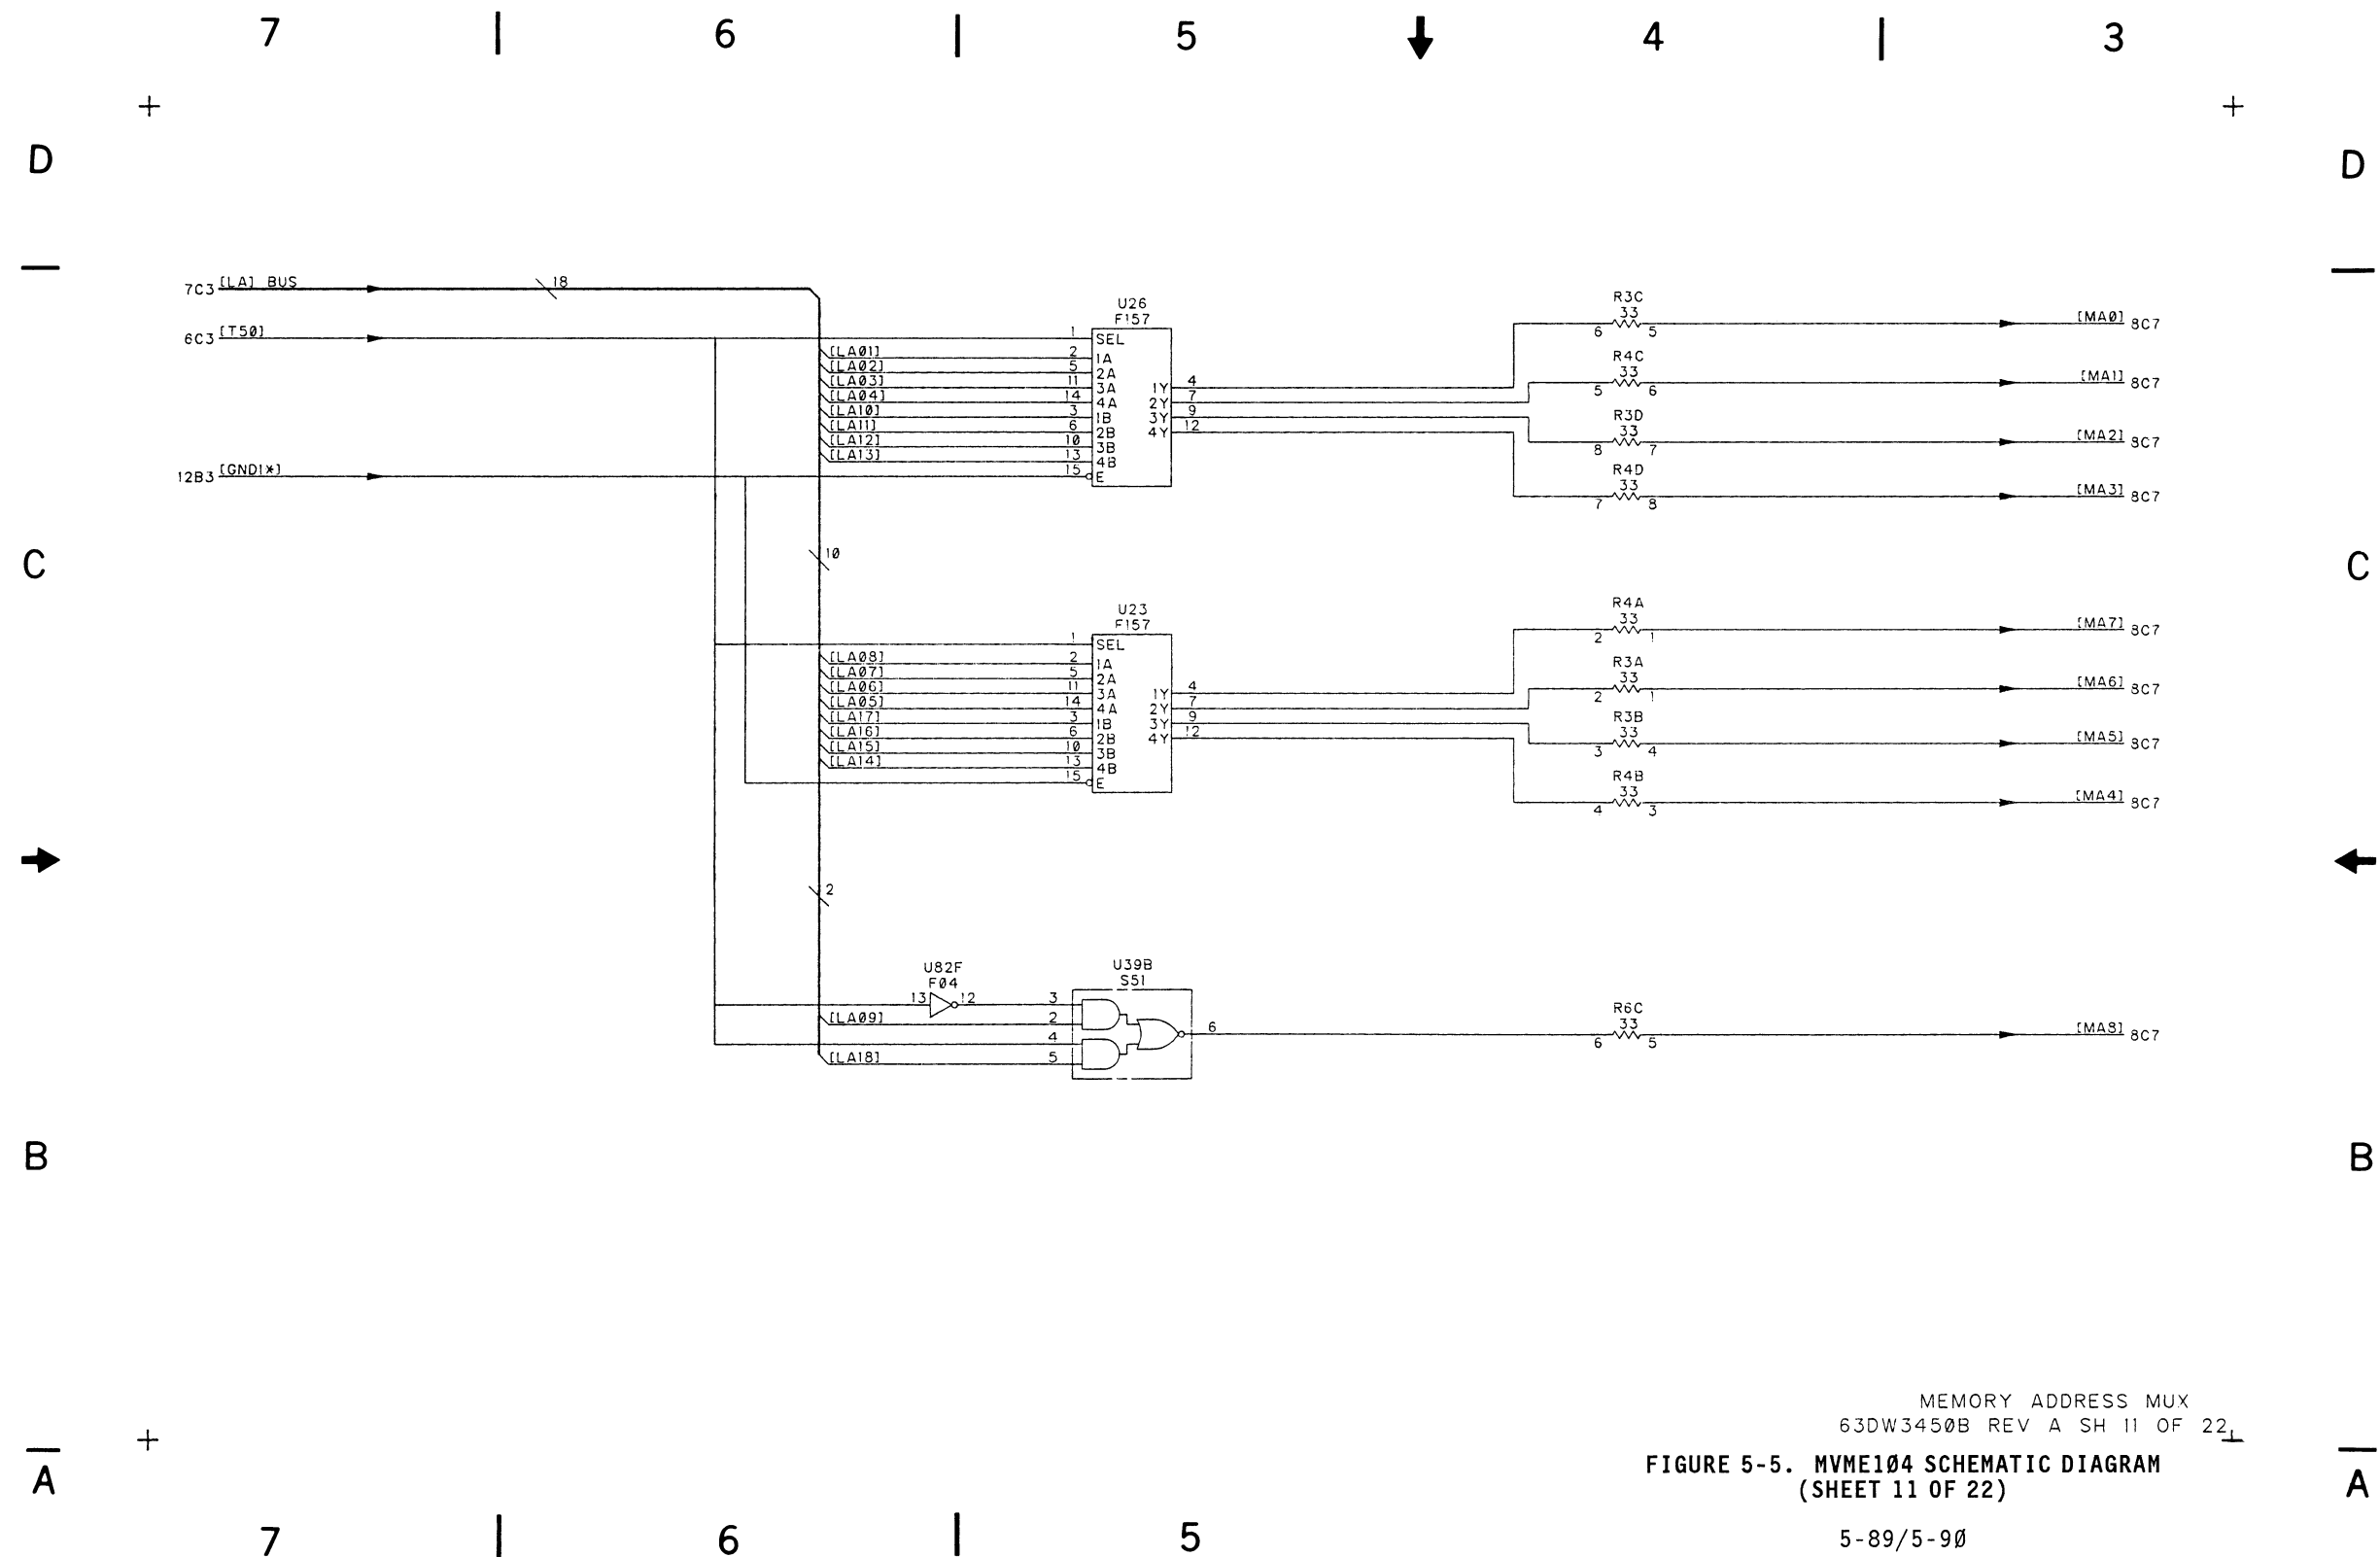 7 6 5 4 3
D D
7C3 [LA] BUS 18
6C3 [T50]
12B3 [GND1*]
U26
F157
1 SEL
[LA01] 2 1A
[LA02] 5 2A
[LA03] 11 3A
[LA04] 14 4A
[LA10] 3 1B
[LA11] 6 2B
[LA12] 10 3B
[LA13] 13 4B
15 E
1Y 4
2Y 7
3Y 9
4Y 12
R3C
33
6 5
[MA0] 8C7
R4C
33
5 6
[MA1] 8C7
R3D
33
8 7
[MA2] 8C7
R4D
33
7 8
[MA3] 8C7
C C
10
U23
F157
1 SEL
[LA08] 2 1A
[LA07] 5 2A
[LA06] 11 3A
[LA05] 14 4A
[LA17] 3 1B
[LA16] 6 2B
[LA15] 10 3B
[LA14] 13 4B
15 E
1Y 4
2Y 7
3Y 9
4Y 12
R4A
33
2 1
[MA7] 8C7
R3A
33
2 1
[MA6] 8C7
R3B
33
3 4
[MA5] 8C7
R4B
33
4 3
[MA4] 8C7
2
U82F
F04
13 12
U39B
S51
3
[LA09] 2
4
[LA18] 5
6
R6C
33
6 5
[MA8] 8C7
B B
MEMORY ADDRESS MUX
63DW3450B REV A SH 11 OF 22
FIGURE 5-5. MVME1Ø4 SCHEMATIC DIAGRAM
(SHEET 11 OF 22)
A A
7 6 5
5-89/5-9Ø